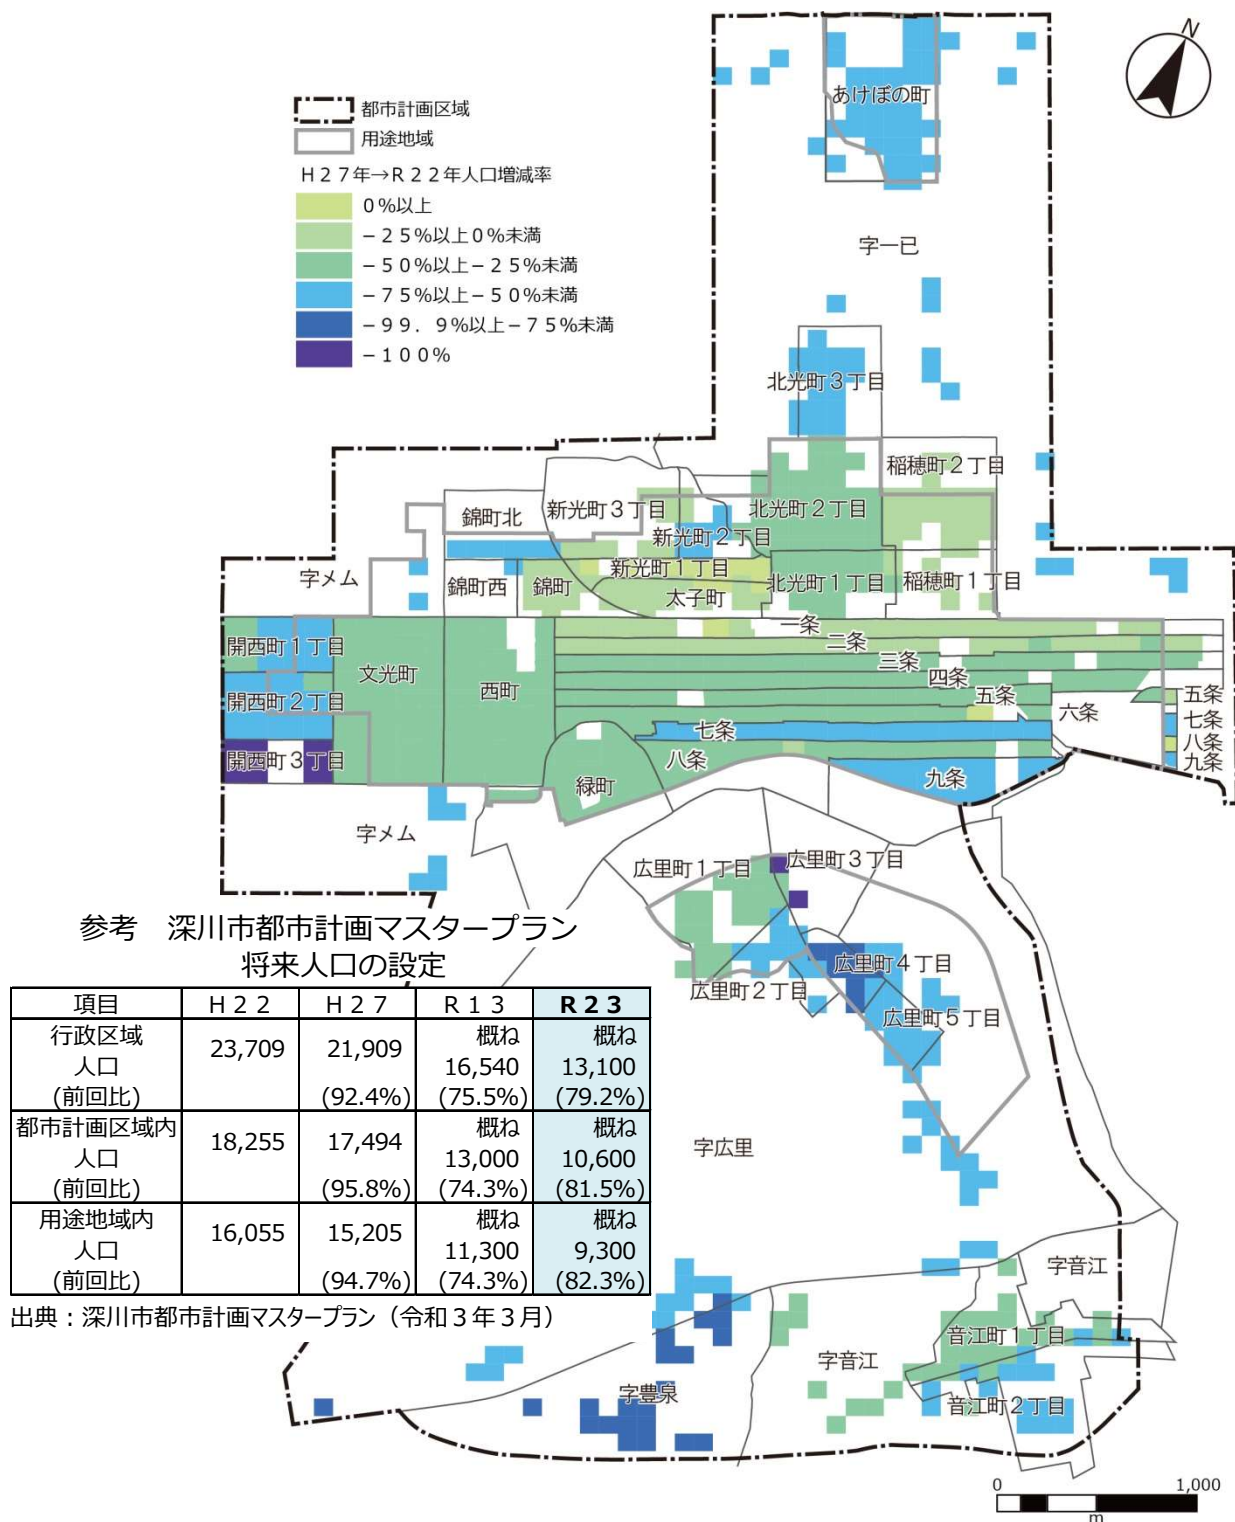 N
都市計画区域
用途地域
Ｈ２７年→Ｒ２２年人口増減率
０％以上
－２５％以上０％未満
－５０％以上－２５％未満
－７５％以上－５０％未満
－９９．９％以上－７５％未満
－１００％
あけぼの町
字一已
北光町３丁目
稲穂町２丁目
錦町北
新光町３丁目
北光町２丁目
新光町２丁目
字メム
錦町西
錦町
新光町１丁目
太子町
北光町１丁目
稲穂町１丁目
開西町１丁目
文光町
西町
一条
二条
三条
四条
開西町２丁目
五条
六条
五条
七条
七条
開西町３丁目
八条
八条
九条
九条
緑町
字メム
広里町１丁目
広里町３丁目
広里町４丁目
広里町２丁目
広里町５丁目
字広里
参考　深川市都市計画マスタープラン
将来人口の設定
項目 Ｈ２２ Ｈ２７ Ｒ１３ Ｒ２３
行政区域 概ね 概ね
人口 23,709 21,909 16,540 13,100
(前回比) (92.4%) (75.5%) (79.2%)
都市計画区域内 概ね 概ね
人口 18,255 17,494 13,000 10,600
(前回比) (95.8%) (74.3%) (81.5%)
用途地域内 概ね 概ね
人口 16,055 15,205 11,300 9,300
(前回比) (94.7%) (74.3%) (82.3%)
出典：深川市都市計画マスタープラン（令和３年３月）
字音江
音江町１丁目
字音江
字豊泉
音江町２丁目
0 1,000
m